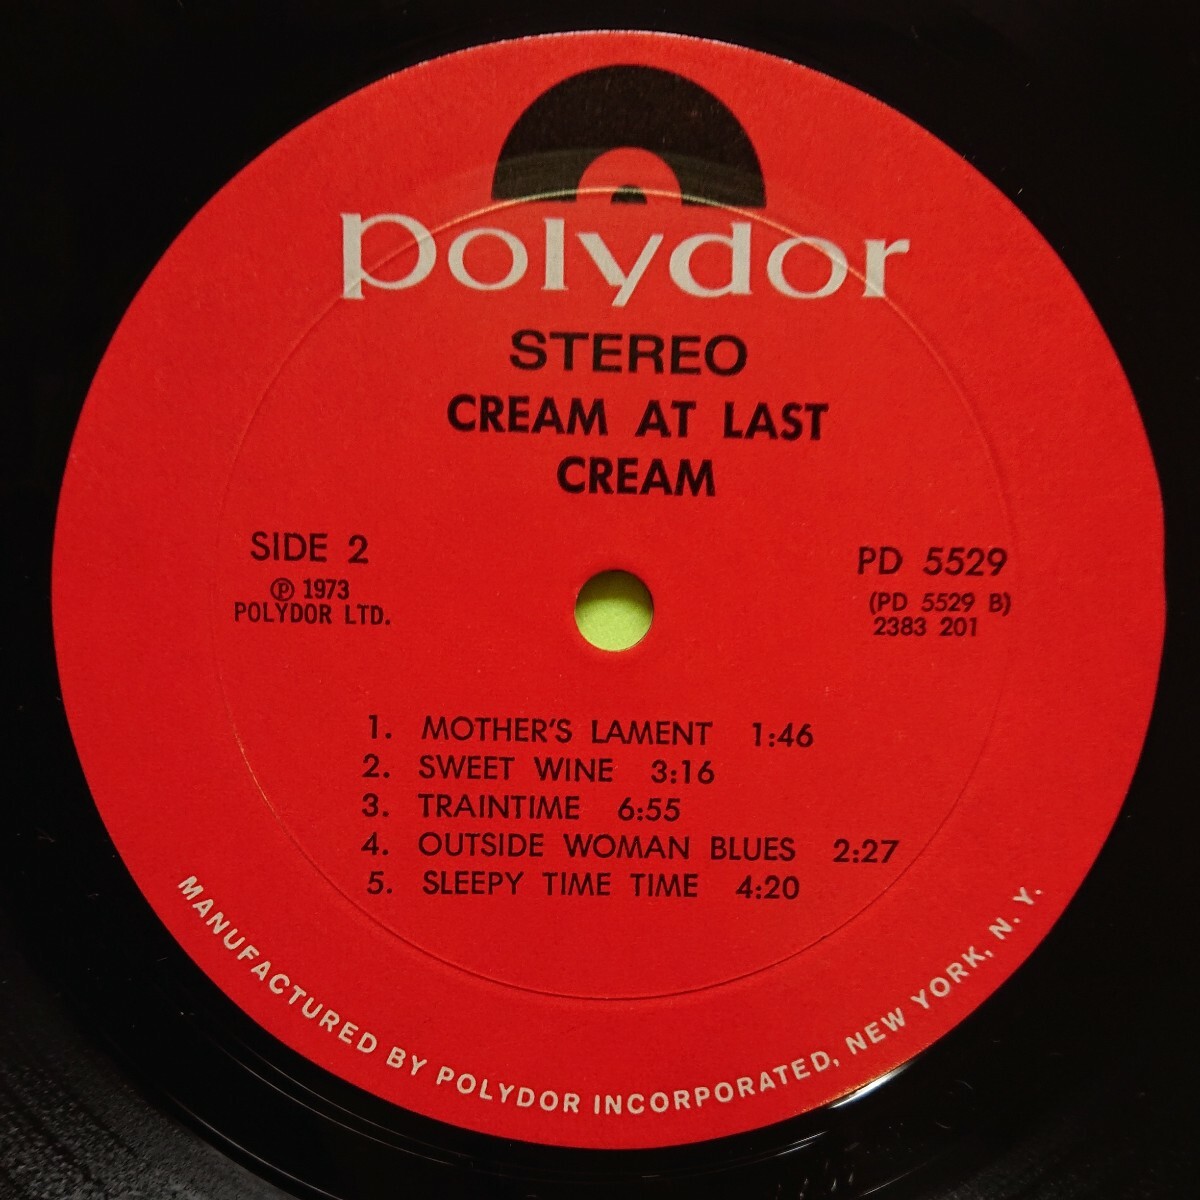 polydor
STEREO
CREAM AT LAST
CREAM
SIDE 2
℗ 1973
POLYDOR LTD.
PD 5529
(PD 5529 B)
2383 201
1. MOTHER'S LAMENT 1:46
2. SWEET WINE 3:16
3. TRAINTIME 6:55
4. OUTSIDE WOMAN BLUES 2:27
5. SLEEPY TIME TIME 4:20
MANUFACTURED BY POLYDOR INCORPORATED, NEW YORK, N.Y.